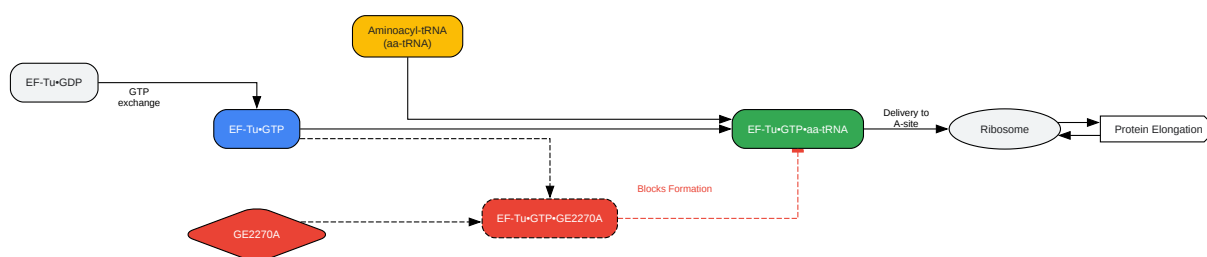 Aminoacyl-tRNA
(aa-tRNA)
EF-Tu•GDP
GTP
exchange
EF-Tu•GTP
EF-Tu•GTP•aa-tRNA
Delivery to
A-site
Ribosome
Protein Elongation
Blocks Formation
EF-Tu•GTP•GE2270A
GE2270A